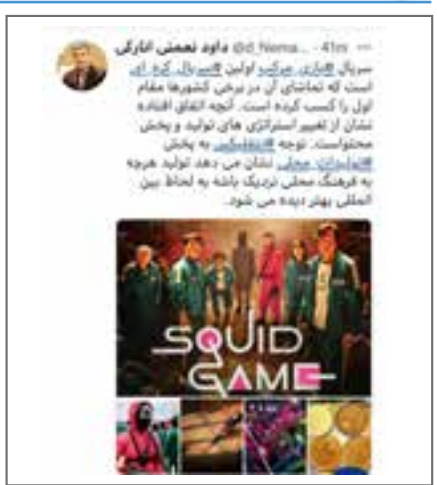 داود نعمتی انارکی @d_Nema... · 41m
سریال #بازی_مرکب اولین #سریال_کره_ای
است که تماشای آن در برخی کشورها مقام
اول را کسب کرده است. آنچه اتفاق افتاده
نشان از تغییر استراتژی های تولید و پخش
محتواست. توجه #نتفلیکس به پخش
#تولیدات_محلی نشان می دهد تولید هرچه
به فرهنگ محلی نزدیک باشه به لحاظ بین
المللی بهتر دیده می شود.
SQUID
GAME